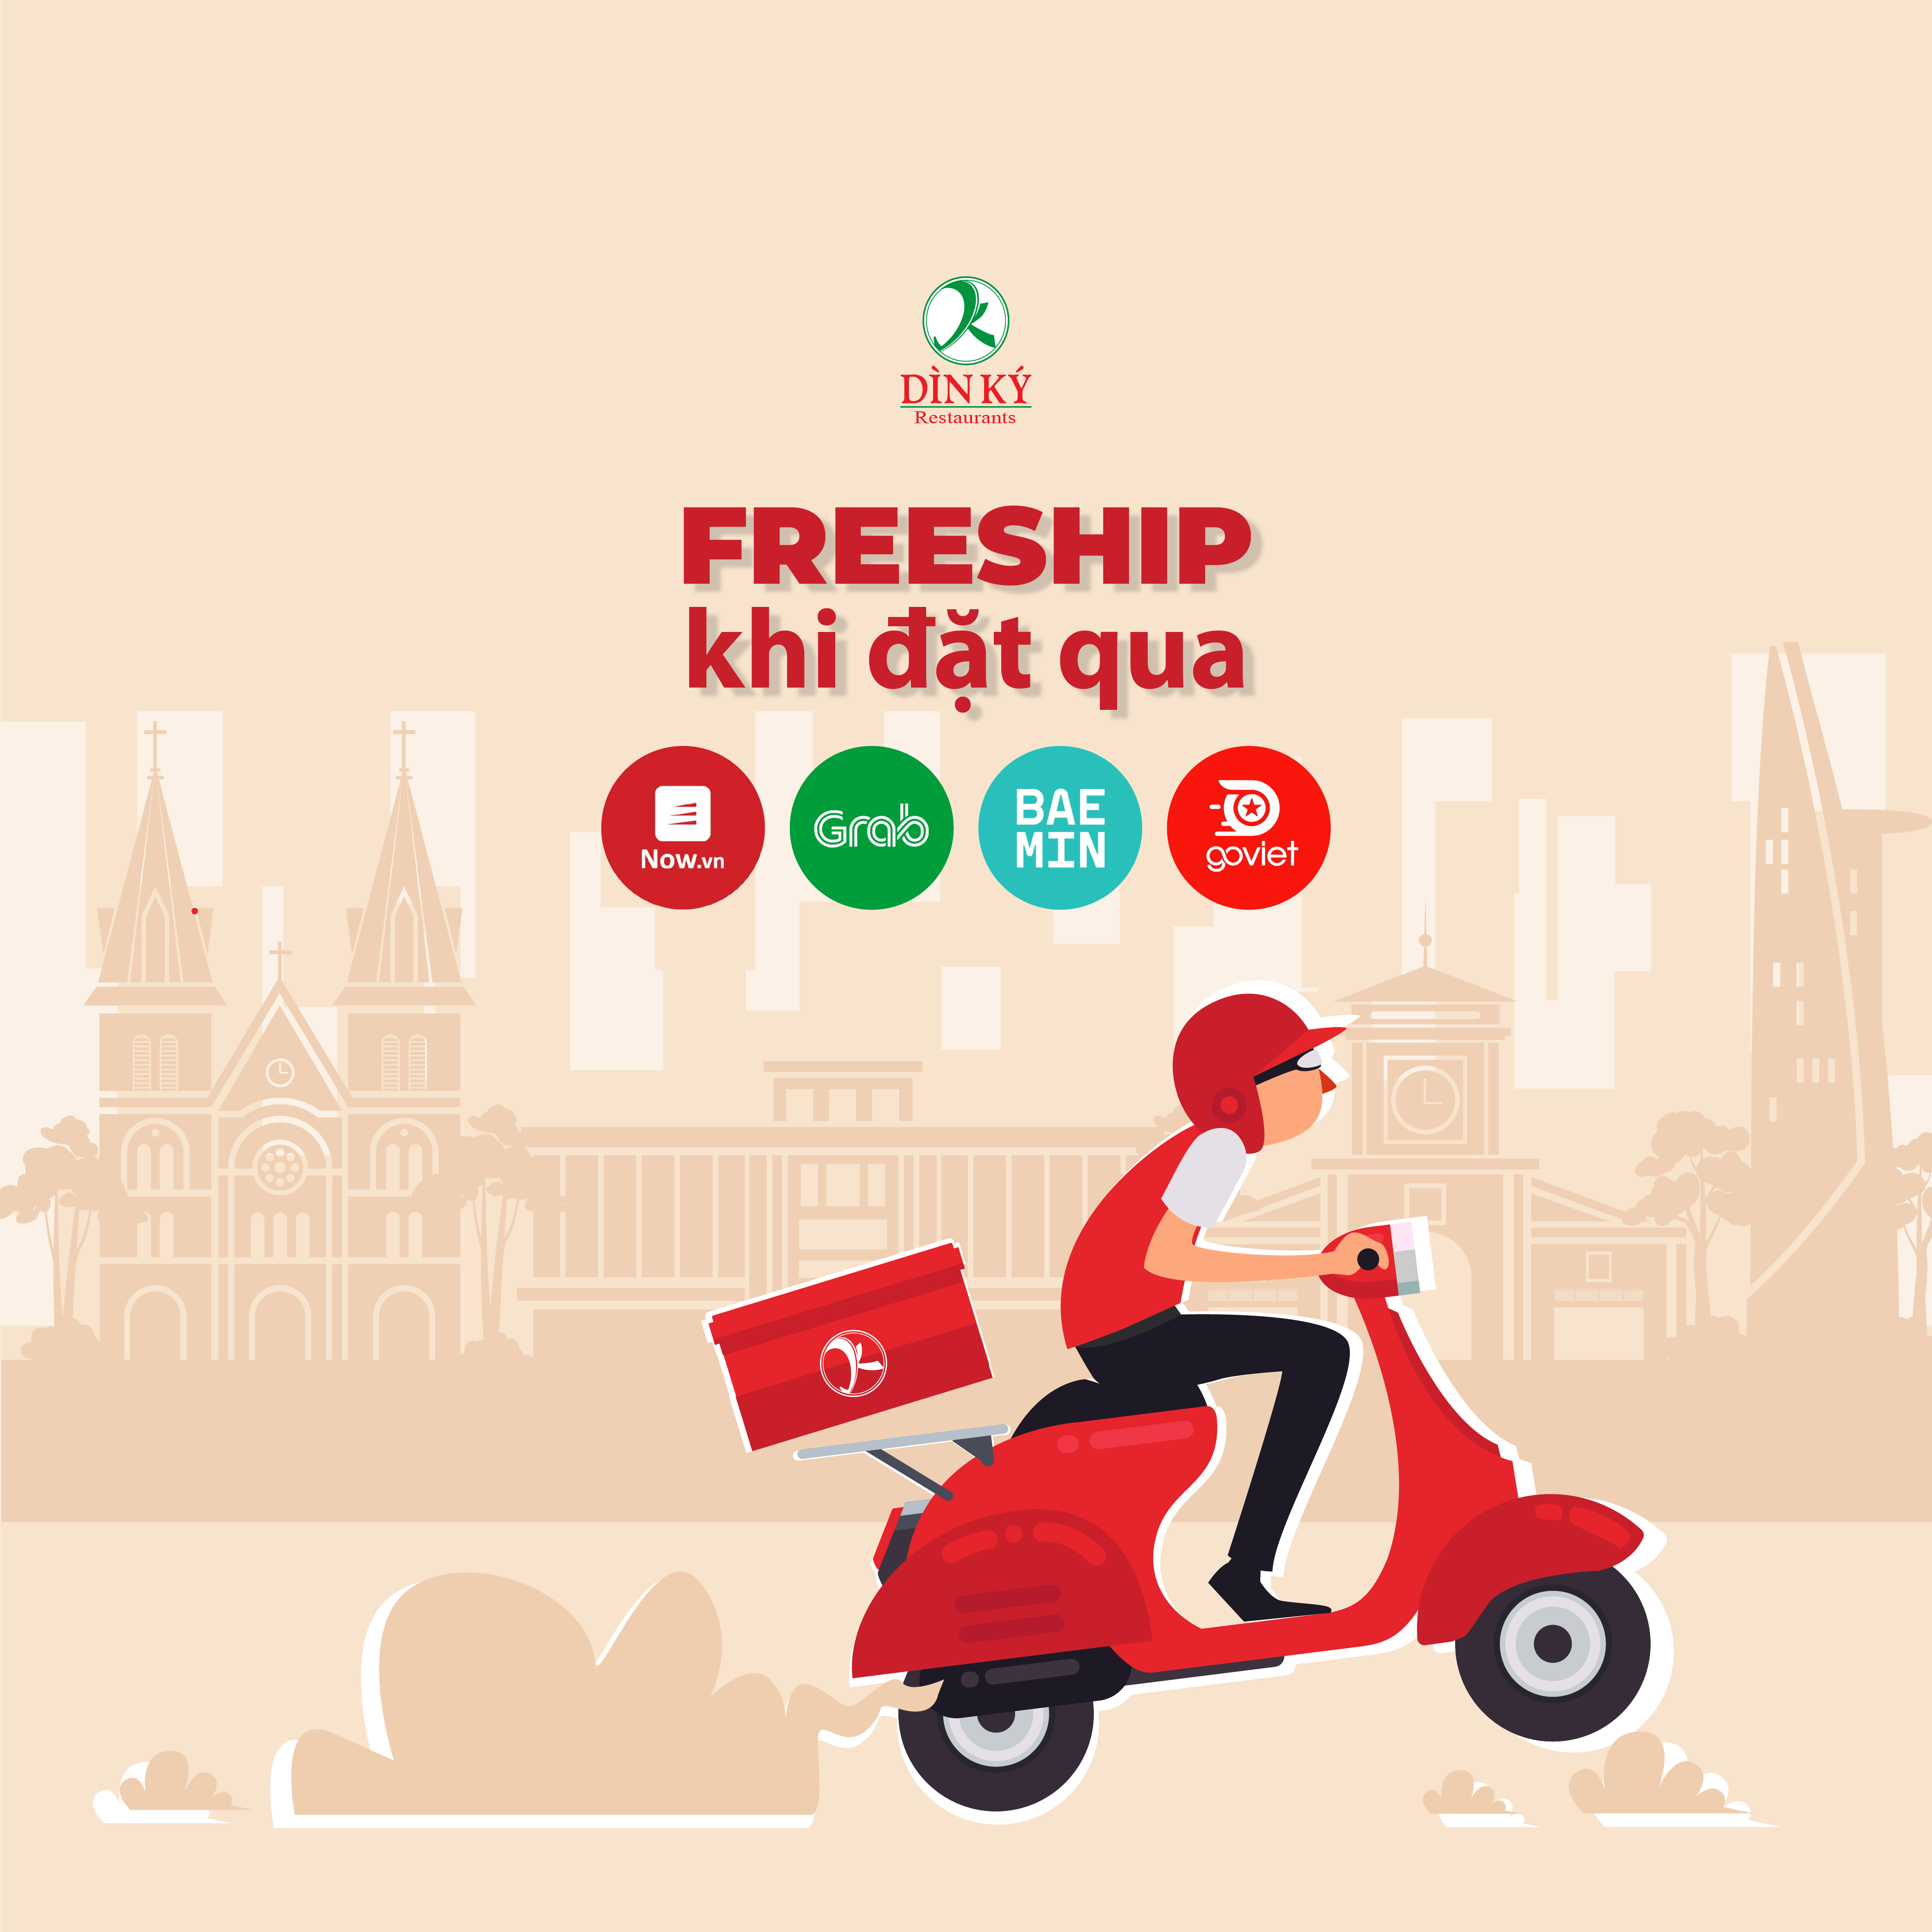 DÌN KÝ
Restaurants
FREESHIP
khi đặt qua
Now.vn
Grab
BAE
MIN
goviet